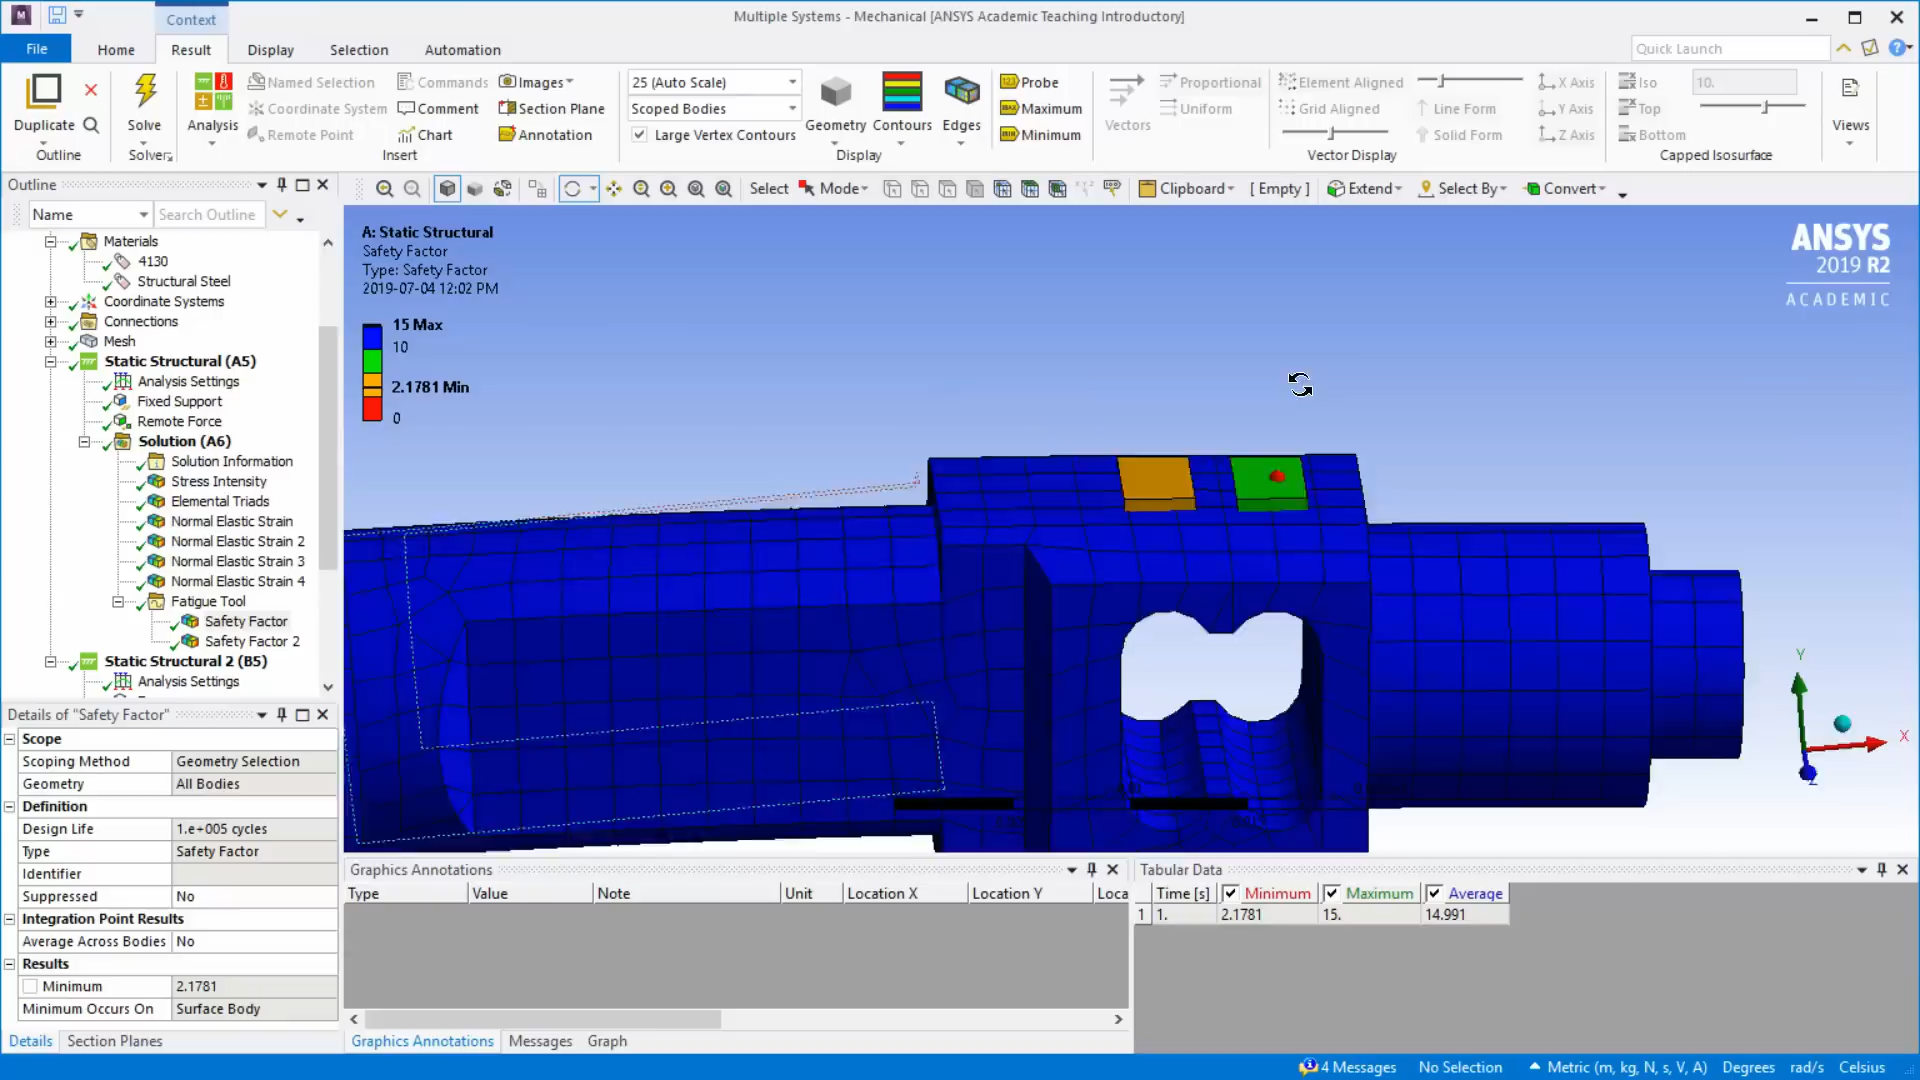 Context
Multiple Systems - Mechanical [ANSYS Academic Teaching Introductory]
File
Home
Result
Display
Selection
Automation
Quick Launch
Duplicate
Outline
Solve
Solver
Analysis
Named Selection
Coordinate System
Remote Point
Commands
Comment
Chart
Images
Section Plane
Annotation
Insert
25 (Auto Scale)
Scoped Bodies
Large Vertex Contours
Geometry
Contours
Edges
Display
Probe
Maximum
Minimum
Vectors
Proportional
Uniform
Element Aligned
Grid Aligned
Line Form
Solid Form
X Axis
Y Axis
Z Axis
Vector Display
Iso
Top
Bottom
10.
Capped Isosurface
Views
Outline
Name
Search Outline
Select
Mode
Clipboard
[ Empty ]
Extend
Select By
Convert
Materials
4130
Structural Steel
Coordinate Systems
Connections
Mesh
Static Structural (A5)
Analysis Settings
Fixed Support
Remote Force
Solution (A6)
Solution Information
Stress Intensity
Elemental Triads
Normal Elastic Strain
Normal Elastic Strain 2
Normal Elastic Strain 3
Normal Elastic Strain 4
Fatigue Tool
Safety Factor
Safety Factor 2
Static Structural 2 (B5)
Analysis Settings
A: Static Structural
Safety Factor
Type: Safety Factor
2019-07-04 12:02 PM
15 Max
10
2.1781 Min
0
ANSYS
2019 R2
ACADEMIC
Y
X
Z
Details of "Safety Factor"
Scope
Scoping Method Geometry Selection
Geometry All Bodies
Definition
Design Life 1.e+005 cycles
Type Safety Factor
Identifier
Suppressed No
Integration Point Results
Average Across Bodies No
Results
Minimum 2.1781
Minimum Occurs On Surface Body
Details
Section Planes
Graphics Annotations
Type Value Note Unit Location X Location Y Loca
Graphics Annotations
Messages
Graph
Tabular Data
Time [s] Minimum Maximum Average
1 1. 2.1781 15. 14.991
4 Messages
No Selection
Metric (m, kg, N, s, V, A)
Degrees
rad/s
Celsius